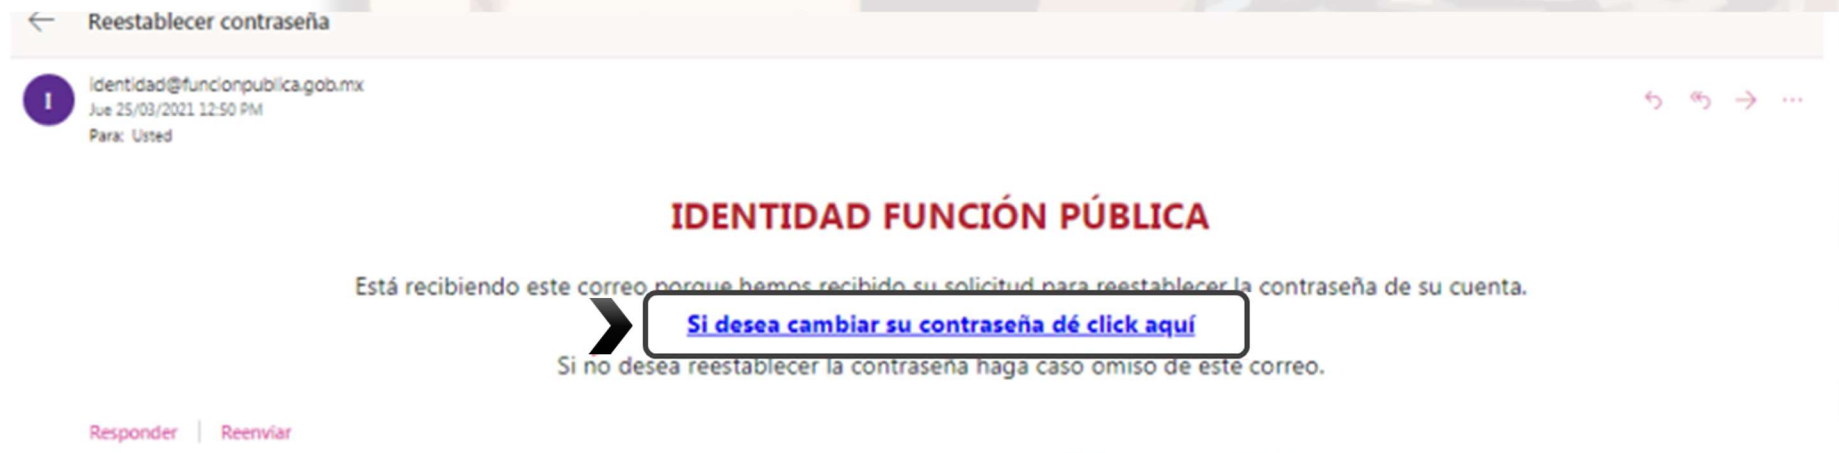 Reestablecer contraseña
I
identidad@funcionpublica.gob.mx
Jue 25/03/2021 12:50 PM
Para: Usted
IDENTIDAD FUNCIÓN PÚBLICA
Está recibiendo este correo porque hemos recibido su solicitud para reestablecer la contraseña de su cuenta.
Si desea cambiar su contraseña dé click aquí
Si no desea reestablecer la contraseña haga caso omiso de este correo.
Responder | Reenviar